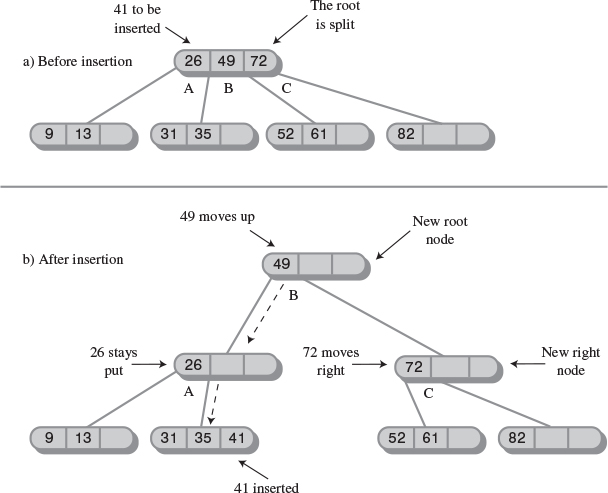 41 to be
inserted
The root
is split
a) Before insertion
26 49 72
A B C
9 13
31 35
52 61
82
49 moves up
New root
node
b) After insertion
49
B
26 stays
put
26
A
72 moves
right
72
C
New right
node
9 13
31 35 41
52 61
82
41 inserted